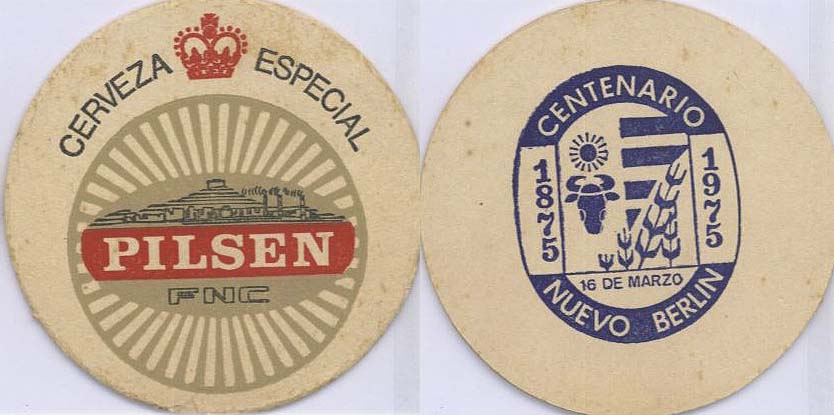 CERVEZA ESPECIAL
PILSEN
FNC
CENTENARIO
1875
1975
16 DE MARZO
NUEVO BERLIN